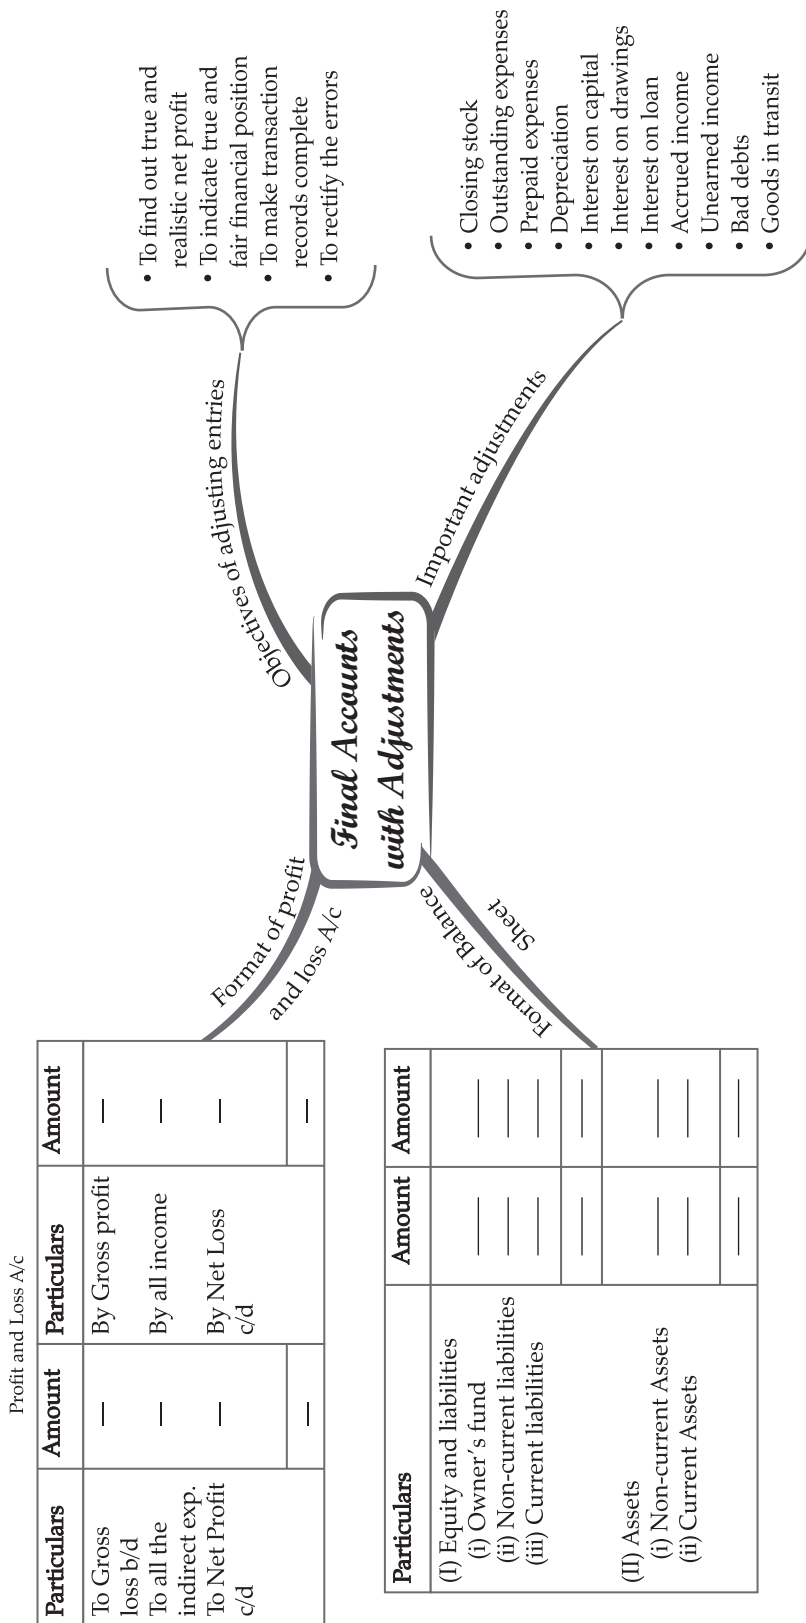 Profit and Loss A/c
Particulars Amount Particulars Amount
To Gross — By Gross profit —
loss b/d
To all the — By all income —
indirect exp.
To Net Profit — By Net Loss —
c/d c/d
— —
Format of profit
and loss A/c
Objectives of adjusting entries
• To find out true and
realistic net profit
• To indicate true and
fair financial position
• To make transaction
records complete
• To rectify the errors
Final Accounts
with Adjustments
Particulars Amount Amount
(I) Equity and liabilities
(i) Owner's fund
(ii) Non-current liabilities
(iii) Current liabilities
(II) Assets
(i) Non-current Assets
(ii) Current Assets
Format of Balance
Sheet
Important adjustments
• Closing stock
• Outstanding expenses
• Prepaid expenses
• Depreciation
• Interest on capital
• Interest on drawings
• Interest on loan
• Accrued income
• Unearned income
• Bad debts
• Goods in transit